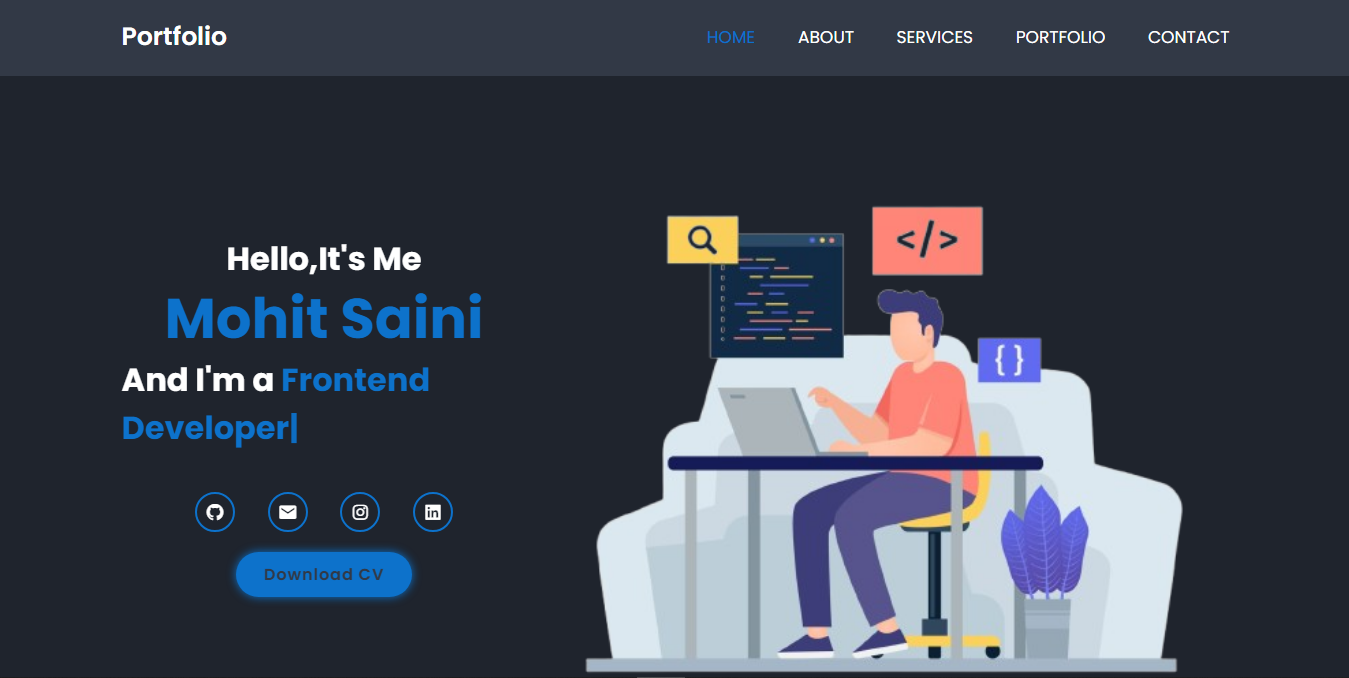 Portfolio
HOME ABOUT SERVICES PORTFOLIO CONTACT
Hello,It's Me
Mohit Saini
And I'm a Frontend
Developer|
Download CV
</>
{ }